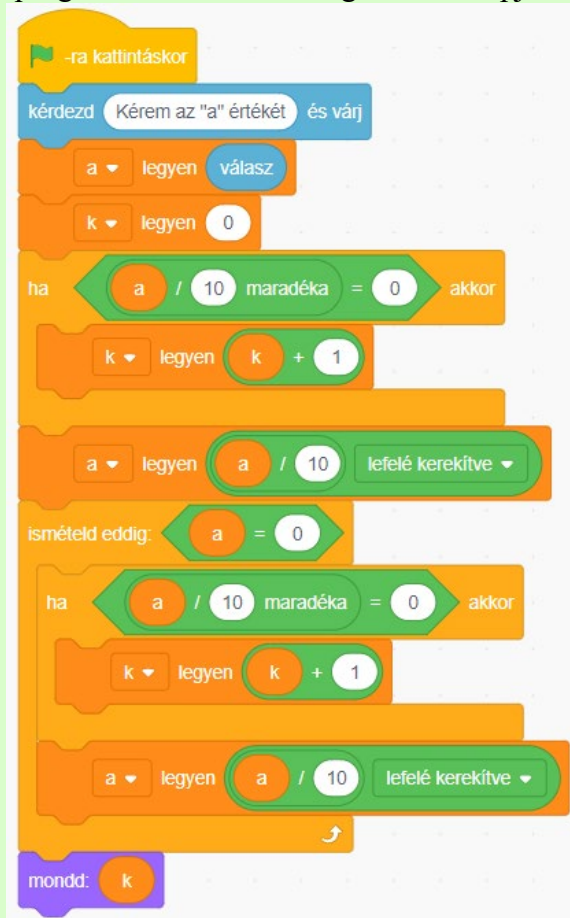 -ra kattintáskor
kérdezd Kérem az "a" értékét és várj
a legyen válasz
k legyen 0
ha a / 10 maradéka = 0 akkor
k legyen k + 1
a legyen a / 10 lefelé kerekítve
ismételd eddig: a = 0
ha a / 10 maradéka = 0 akkor
k legyen k + 1
a legyen a / 10 lefelé kerekítve
mondd: k